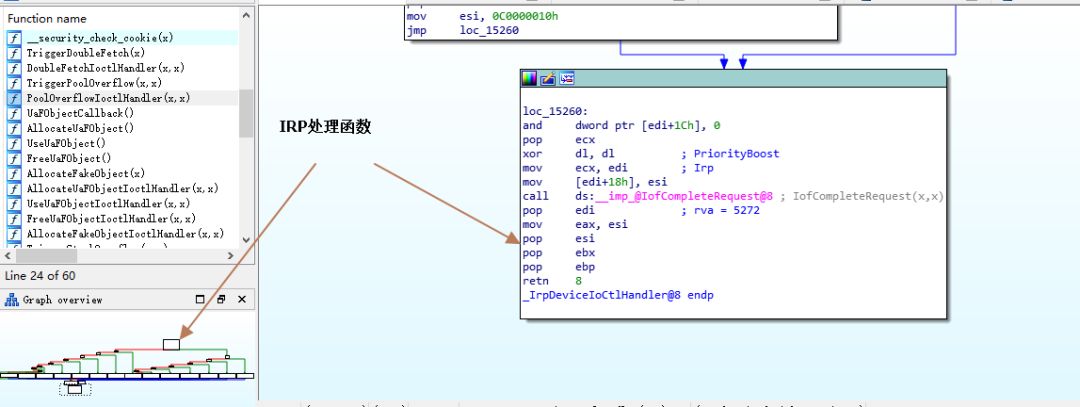 Function name
__security_check_cookie(x)
TriggerDoubleFetch(x)
DoubleFetchIoctlHandler(x,x)
TriggerPoolOverflow(x,x)
PoolOverflowIoctlHandler(x,x)
UaFObjectCallback()
AllocateUaFObject()
UseUaFObject()
FreeUaFObject()
AllocateFakeObject(x)
AllocateUaFObjectIoctlHandler(x,x)
UseUaFObjectIoctlHandler(x,x)
FreeUaFObjectIoctlHandler(x,x)
AllocateFakeObjectIoctlHandler(x,x)
Line 24 of 60
Graph overview
IRP处理函数
mov esi, 0C0000010h
jmp loc_15260
loc_15260:
and dword ptr [edi+1Ch], 0
pop ecx
xor dl, dl ; PriorityBoost
mov ecx, edi ; Irp
mov [edi+18h], esi
call ds:__imp_@IofCompleteRequest@8 ; IofCompleteRequest(x,x)
pop edi ; rva = 5272
mov eax, esi
pop esi
pop ebx
pop ebp
retn 8
_IrpDeviceIoCtlHandler@8 endp